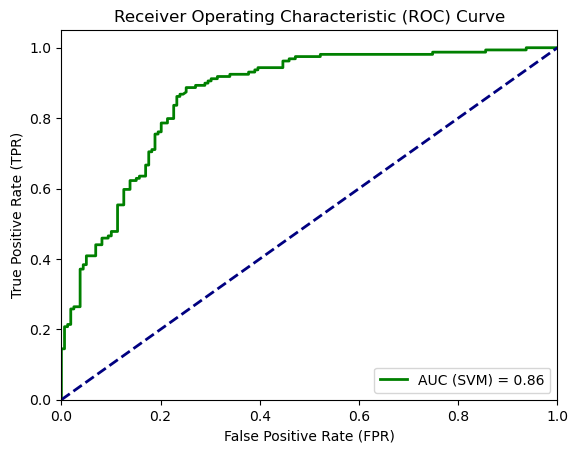 Receiver Operating Characteristic (ROC) Curve
True Positive Rate (TPR)
1.0
0.8
0.6
0.4
0.2
0.0
0.0 0.2 0.4 0.6 0.8 1.0
False Positive Rate (FPR)
AUC (SVM) = 0.86